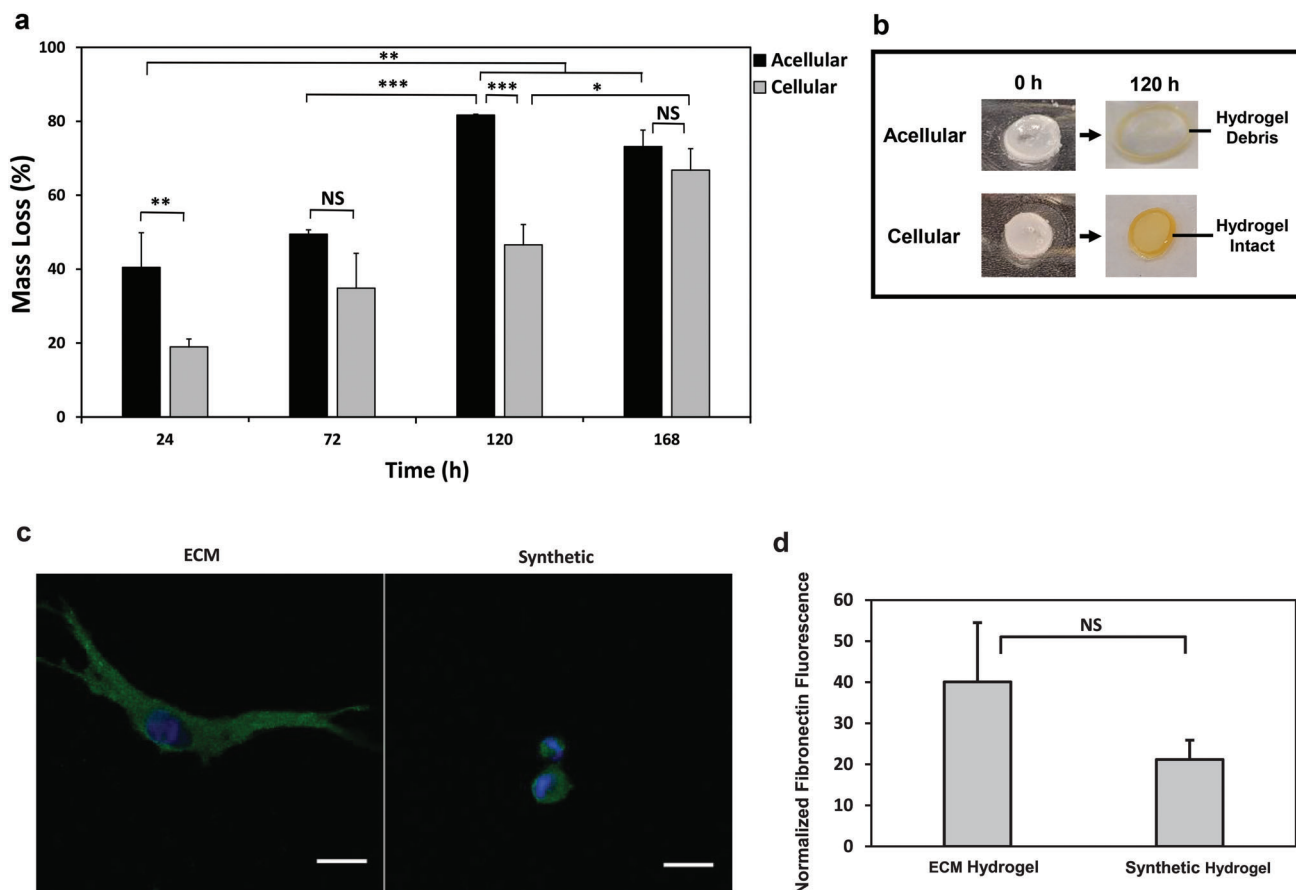 a
100
80
60
40
20
0
Mass Loss (%)
**
***
***
*
**
NS
NS
Acellular
Cellular
24 72 120 168
Time (h)
b
0 h 120 h
Acellular
Hydrogel
Debris
Cellular
Hydrogel
Intact
c
ECM Synthetic
d
Normalized Fibronectin Fluorescence
60
50
40
30
20
10
0
NS
ECM Hydrogel Synthetic Hydrogel